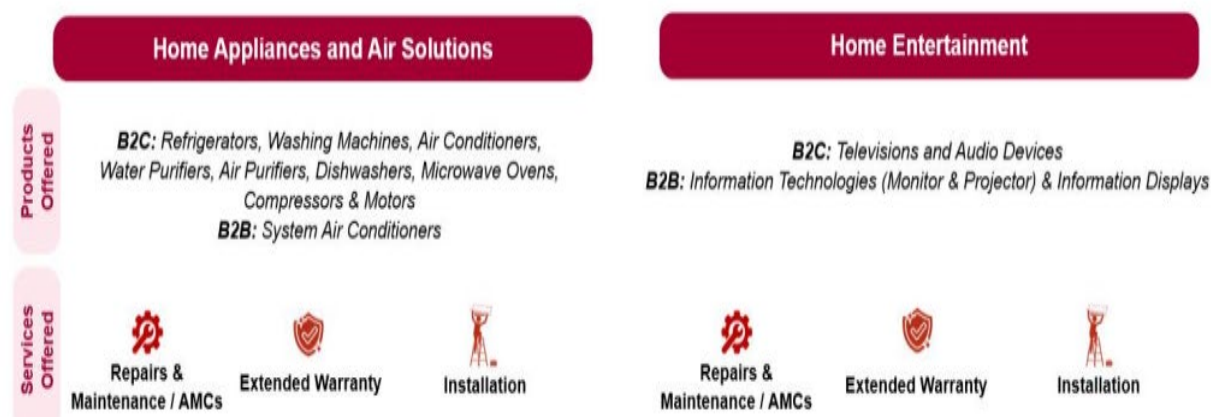 Home Appliances and Air Solutions
Home Entertainment
Products
Offered
B2C: Refrigerators, Washing Machines, Air Conditioners,
Water Purifiers, Air Purifiers, Dishwashers, Microwave Ovens,
Compressors & Motors
B2B: System Air Conditioners
B2C: Televisions and Audio Devices
B2B: Information Technologies (Monitor & Projector) & Information Displays
Services
Offered
Repairs &
Maintenance / AMCs
Extended Warranty
Installation
Repairs &
Maintenance / AMCs
Extended Warranty
Installation